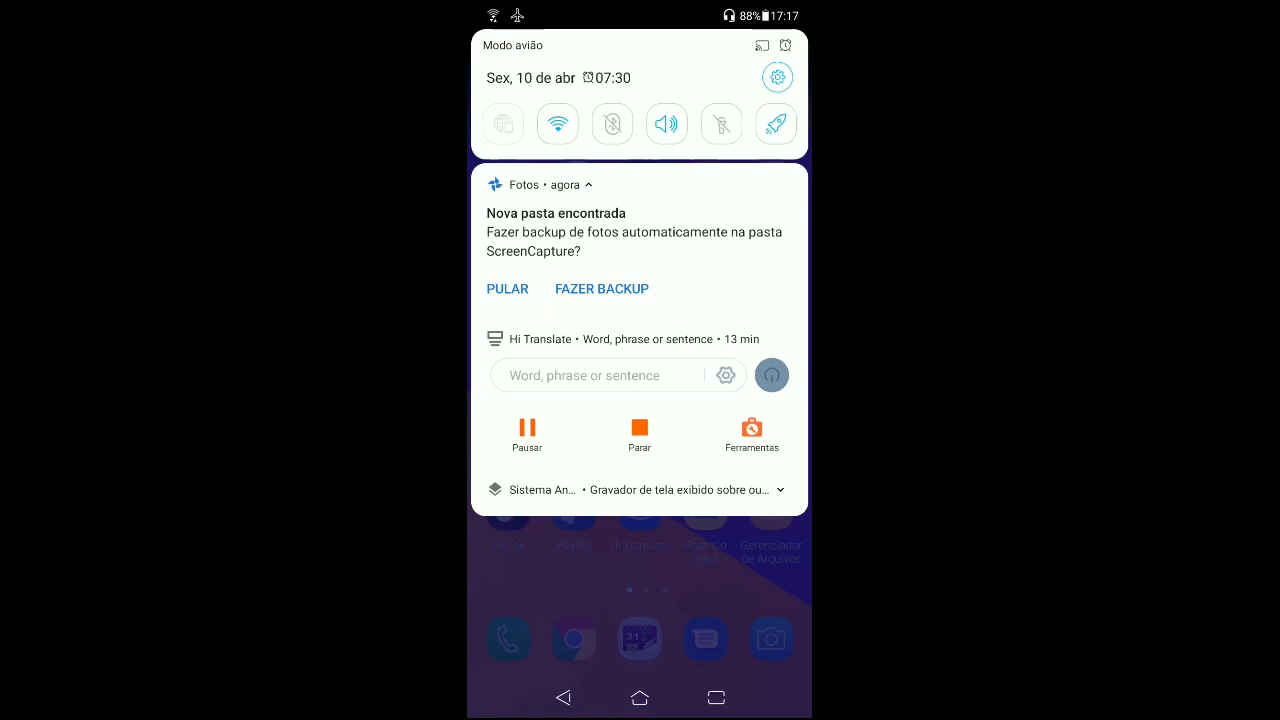 88% 17:17
Modo avião
Sex, 10 de abr 07:30
Fotos • agora
Nova pasta encontrada
Fazer backup de fotos automaticamente na pasta
ScreenCapture?
PULAR FAZER BACKUP
Hi Translate • Word, phrase or sentence • 13 min
Word, phrase or sentence
Pausar Parar Ferramentas
Sistema An... • Gravador de tela exibido sobre ou...
TikTok PayPal Hi Translate Rastre o Gerenciador
Black de Arquivos
31